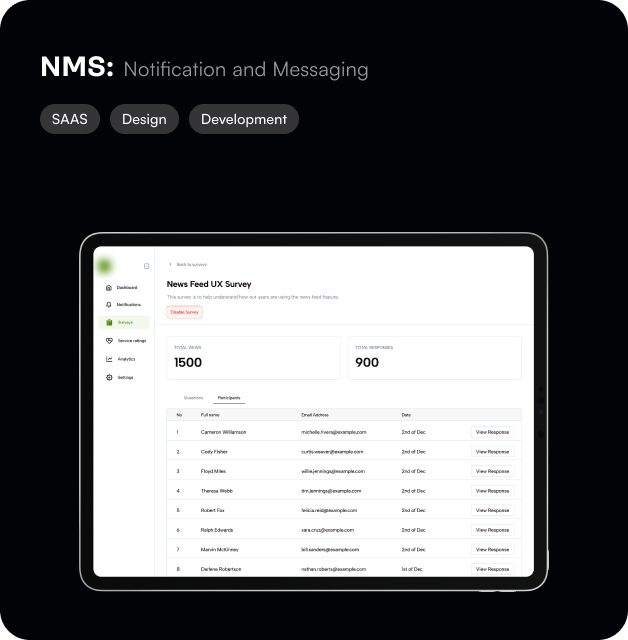 NMS: Notification and Messaging
SAAS Design Development
Back to surveys
Dashboard
Notifications
Surveys
Service ratings
Analytics
Settings
News Feed UX Survey
This survey is to help understand how our users are using the news feed feature.
Disable Survey
TOTAL VIEWS
1500
TOTAL RESPONSES
900
Questions Participants
No Full name Email Address Date
1 Cameron Williamson michelle.rivera@example.com 2nd of Dec View Response
2 Cody Fisher curtis.weaver@example.com 2nd of Dec View Response
3 Floyd Miles willie.jennings@example.com 2nd of Dec View Response
4 Theresa Webb tim.jennings@example.com 2nd of Dec View Response
5 Robert Fox felicia.reid@example.com 2nd of Dec View Response
6 Ralph Edwards sara.cruz@example.com 2nd of Dec View Response
7 Marvin McKinney bill.sanders@example.com 2nd of Dec View Response
8 Darlene Robertson nathan.roberts@example.com 1st of Dec View Response